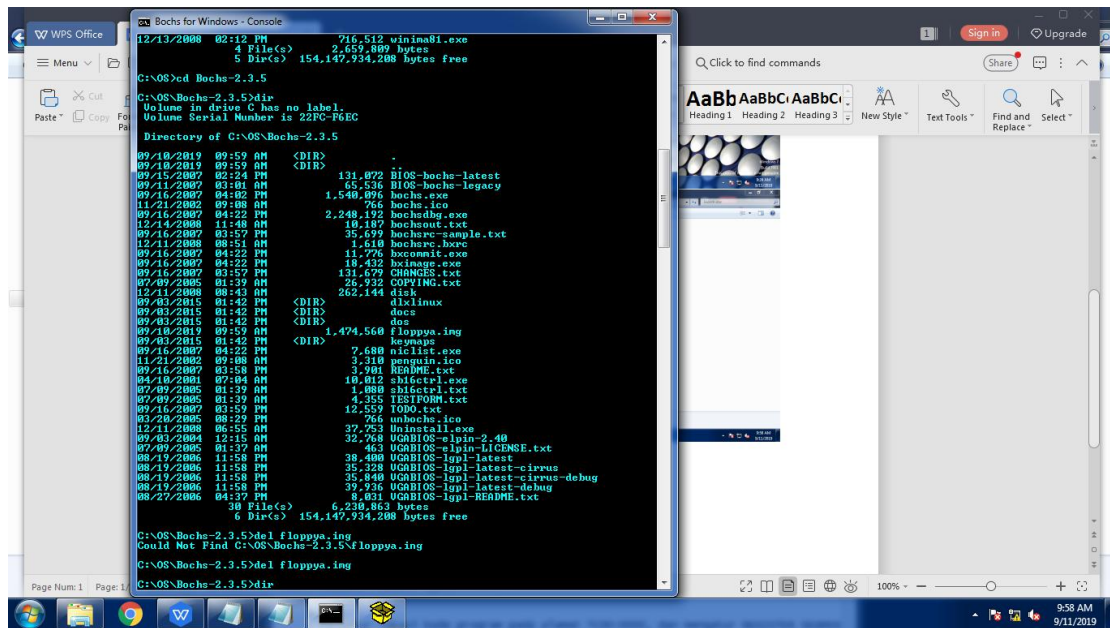 Bochs for Windows - Console
12/13/2008 02:12 PM 716,512 winima81.exe
4 File(s) 2,659,809 bytes
5 Dir(s) 154,147,934,208 bytes free
C:\OS>cd Bochs-2.3.5
C:\OS\Bochs-2.3.5>dir
Volume in drive C has no label.
Volume Serial Number is 22FC-F6EC
Directory of C:\OS\Bochs-2.3.5
09/10/2019 09:59 AM <DIR> .
09/10/2019 09:59 AM <DIR> ..
09/15/2007 02:24 PM 131,072 BIOS-bochs-latest
09/11/2007 03:01 AM 65,536 BIOS-bochs-legacy
09/16/2007 04:02 PM 1,540,096 bochs.exe
11/21/2002 09:08 AM 766 bochs.ico
09/16/2007 04:22 PM 2,248,192 bochsdbg.exe
12/14/2008 11:48 AM 10,187 bochsout.txt
09/16/2007 03:57 PM 35,699 bochsrc-sample.txt
12/11/2008 08:51 AM 1,610 bochsrc.bxrc
09/16/2007 04:22 PM 11,776 bxcommit.exe
09/16/2007 04:22 PM 18,432 bximage.exe
09/16/2007 03:57 PM 131,679 CHANGES.txt
07/09/2005 01:39 AM 26,932 COPYING.txt
12/11/2008 08:43 AM 262,144 disk
09/03/2015 01:42 PM <DIR> dlxlinux
09/03/2015 01:42 PM <DIR> docs
09/03/2015 01:42 PM <DIR> dos
09/10/2019 09:59 AM 1,474,560 floppya.img
09/03/2015 01:42 PM <DIR> keymaps
09/16/2007 04:22 PM 7,680 niclist.exe
11/21/2002 09:08 AM 3,310 penguin.ico
09/16/2007 03:58 PM 3,901 README.txt
04/10/2001 07:04 AM 10,012 sb16ctrl.exe
07/09/2005 01:39 AM 1,080 sb16ctrl.txt
07/09/2005 01:39 AM 4,355 TESTFORM.txt
09/16/2007 03:59 PM 12,559 TODO.txt
03/20/2005 08:29 PM 766 unbochs.ico
12/11/2008 06:55 AM 37,753 Uninstall.exe
09/03/2004 12:15 AM 32,768 VGABIOS-elpin-2.40
07/09/2005 01:37 AM 463 VGABIOS-elpin-LICENSE.txt
08/19/2006 11:58 PM 38,400 VGABIOS-lgpl-latest
08/19/2006 11:58 PM 35,328 VGABIOS-lgpl-latest-cirrus
08/19/2006 11:58 PM 35,840 VGABIOS-lgpl-latest-cirrus-debug
08/19/2006 11:58 PM 39,936 VGABIOS-lgpl-latest-debug
08/27/2006 04:37 PM 8,031 VGABIOS-lgpl-README.txt
30 File(s) 6,230,863 bytes
6 Dir(s) 154,147,934,208 bytes free
C:\OS\Bochs-2.3.5>del floppya.ing
Could Not Find C:\OS\Bochs-2.3.5\floppya.ing
C:\OS\Bochs-2.3.5>del floppya.img
C:\OS\Bochs-2.3.5>dir
WPS Office
1 Sign in Upgrade
Menu
Click to find commands
Share
Cut
Paste Copy
AaBb AaBbC AaBbC
Heading 1 Heading 2 Heading 3
New Style
Text Tools
Find and Replace
Select
Page Num: 1 Page: 1/
100%
9:58 AM
9/11/2019